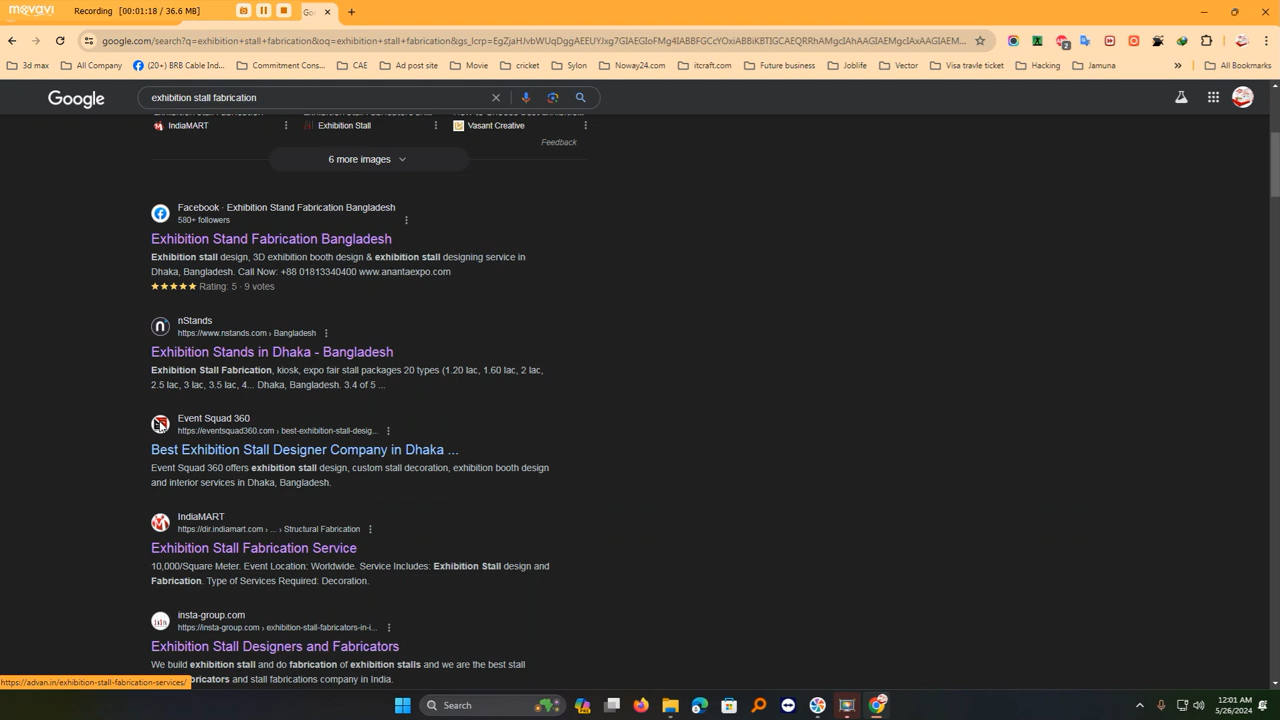 movavi
Recording 00:01:18 / 36.6 MB
Go
google.com/search?q=exhibition+stall+fabrication&oq=exhibition+stall+fabrication&gs_lcrp=
3d max All Company (20+) BRB Cable Ind... Commitment Cons... CAE Ad post site Movie cricket Sylon Noway24.com itcraft.com Future business Joblife Vector Visa travle ticket Hacking Jamuna » All Bookmarks
Google exhibition stall fabrication
IndiaMART Exhibition Stall Vasant Creative
Feedback
6 more images
Facebook · Exhibition Stand Fabrication Bangladesh
580+ followers
Exhibition Stand Fabrication Bangladesh
Exhibition stall design, 3D exhibition booth design & exhibition stall designing service in
Dhaka, Bangladesh. Call Now: +88 01813340400 www.anantaexpo.com
Rating: 5 · 9 votes
nStands
https://www.nstands.com › Bangladesh
Exhibition Stands in Dhaka - Bangladesh
Exhibition Stall Fabrication, kiosk, expo fair stall packages 20 types (1.20 lac, 1.60 lac, 2 lac,
2.5 lac, 3 lac, 3.5 lac, 4... Dhaka, Bangladesh. 3.4 of 5 ...
Event Squad 360
https://eventsquad360.com › best-exhibition-stall-desig...
Best Exhibition Stall Designer Company in Dhaka ...
Event Squad 360 offers exhibition stall design, custom stall decoration, exhibition booth design
and interior services in Dhaka, Bangladesh.
IndiaMART
https://dir.indiamart.com › ... › Structural Fabrication
Exhibition Stall Fabrication Service
10,000/Square Meter. Event Location: Worldwide. Service Includes: Exhibition Stall design and
Fabrication. Type of Services Required: Decoration.
insta-group.com
https://insta-group.com › exhibition-stall-fabricators-in-i...
Exhibition Stall Designers and Fabricators
We build exhibition stall and do fabrication of exhibition stalls and we are the best stall
and stall fabrications company in India.
https://advan.in/exhibition-stall-fabrication-services/
Search
12:01 AM
5/26/2024